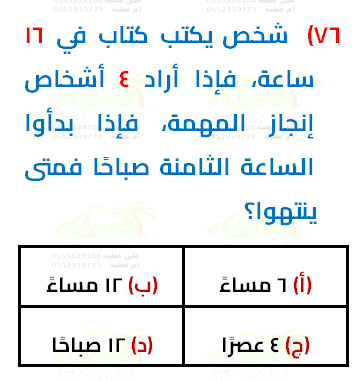 ٧٦) شخص يكتب كتاب في ١٦
ساعة، فإذا أراد ٤ أشخاص
إنجاز المهمة، فإذا بدأوا
الساعة الثامنة صباحًا فمتى
ينتهوا؟
(أ) ٦ مساءً (ب) ١٢ مساءً
(ج) ٤ عصرًا (د) ١٢ صباحًا